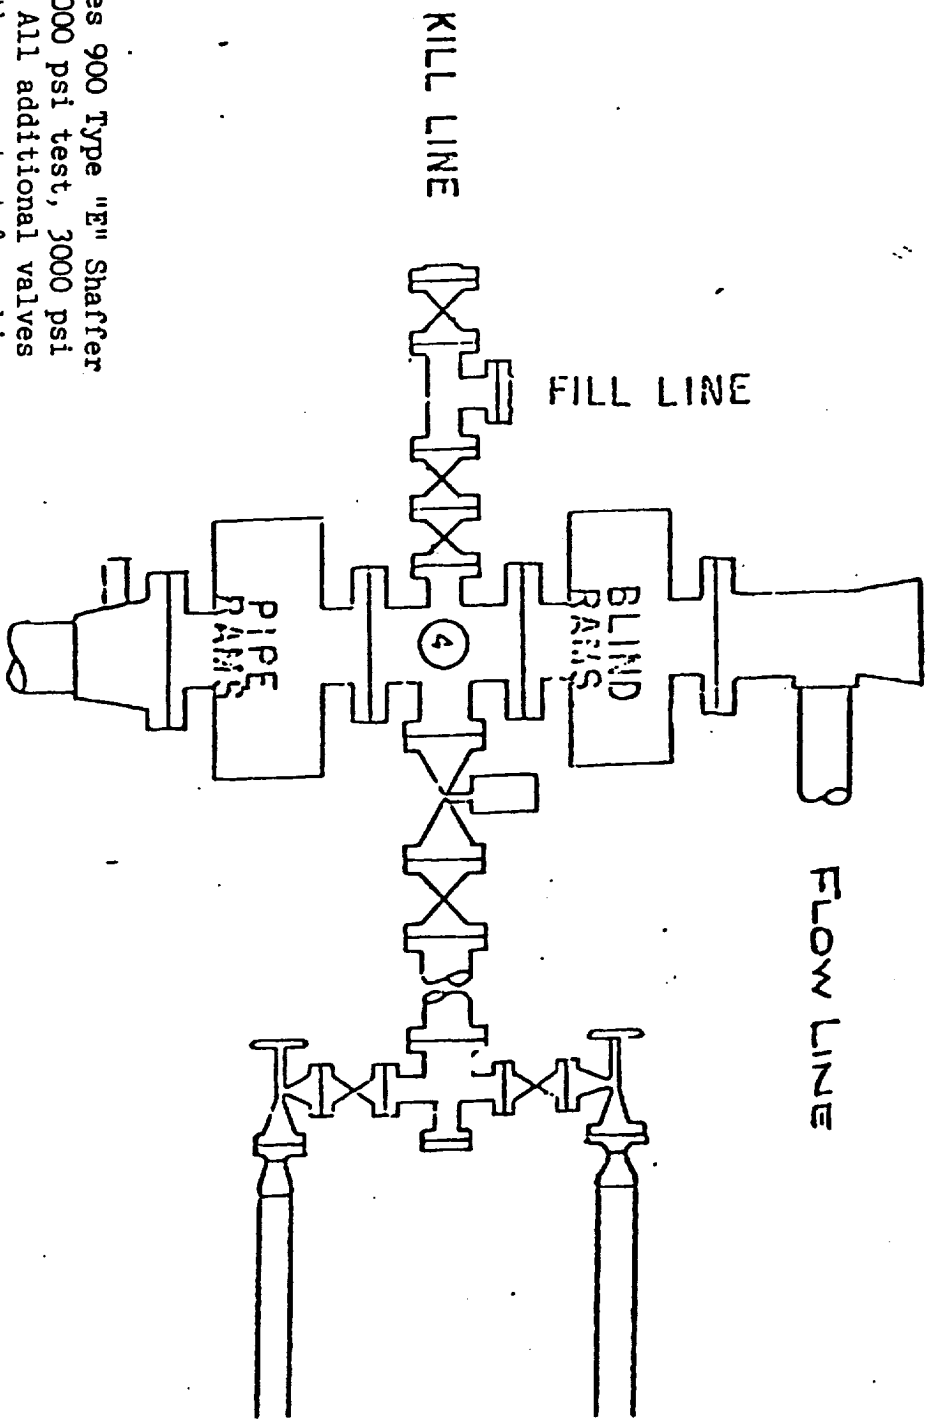 KILL LINE
FILL LINE
FLOW LINE
BLIND
RAMS
4
PIPE
RAMS
es 900 Type "E" Shaffer
000 psi test, 3000 psi
All additional valves